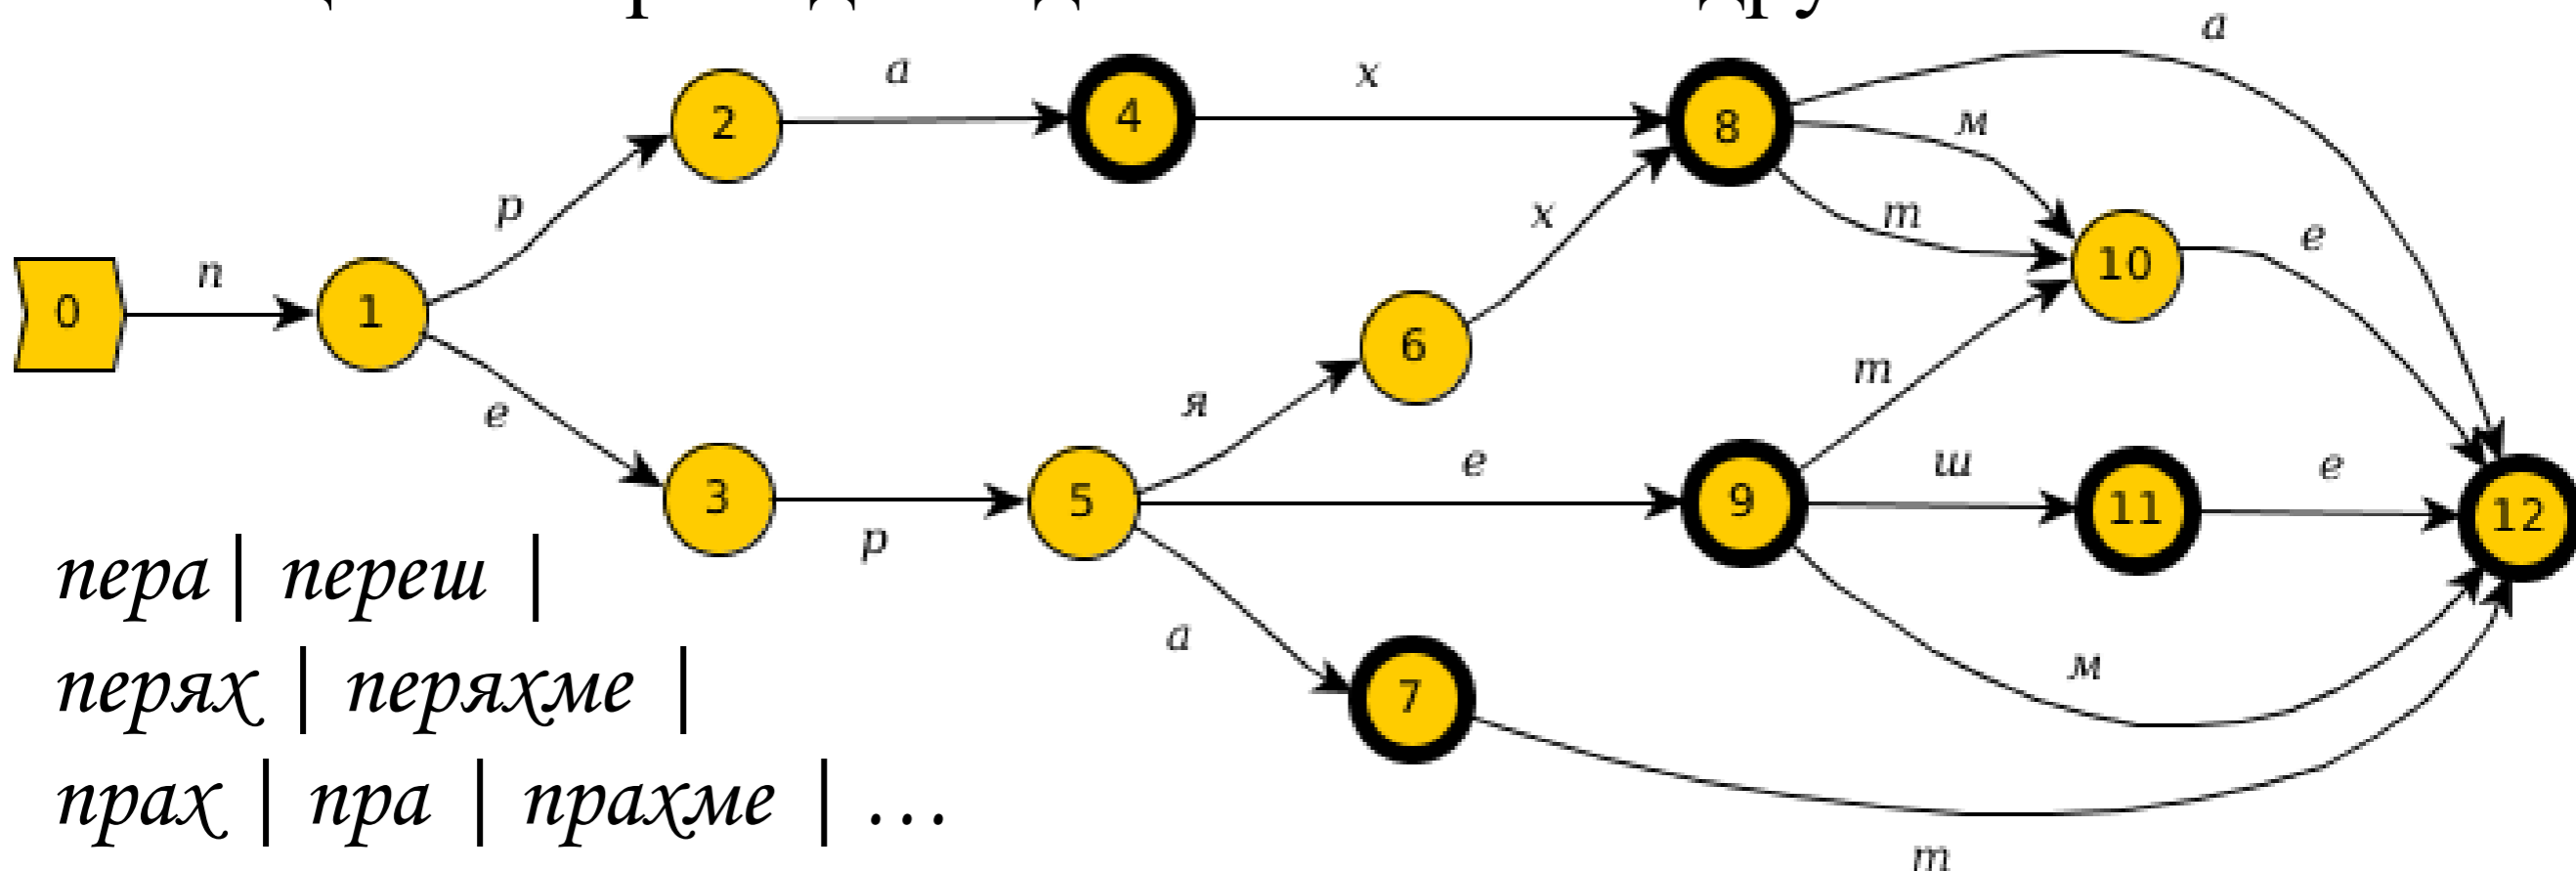 а
а
х
м
р
х
т
е
п
2
4
8
10
0
1
6
е
я
т
е
ш
е
3
р
5
9
11
12
а
7
м
т
пера | переш |
перях | перяхме |
прах | пра | прахме | …